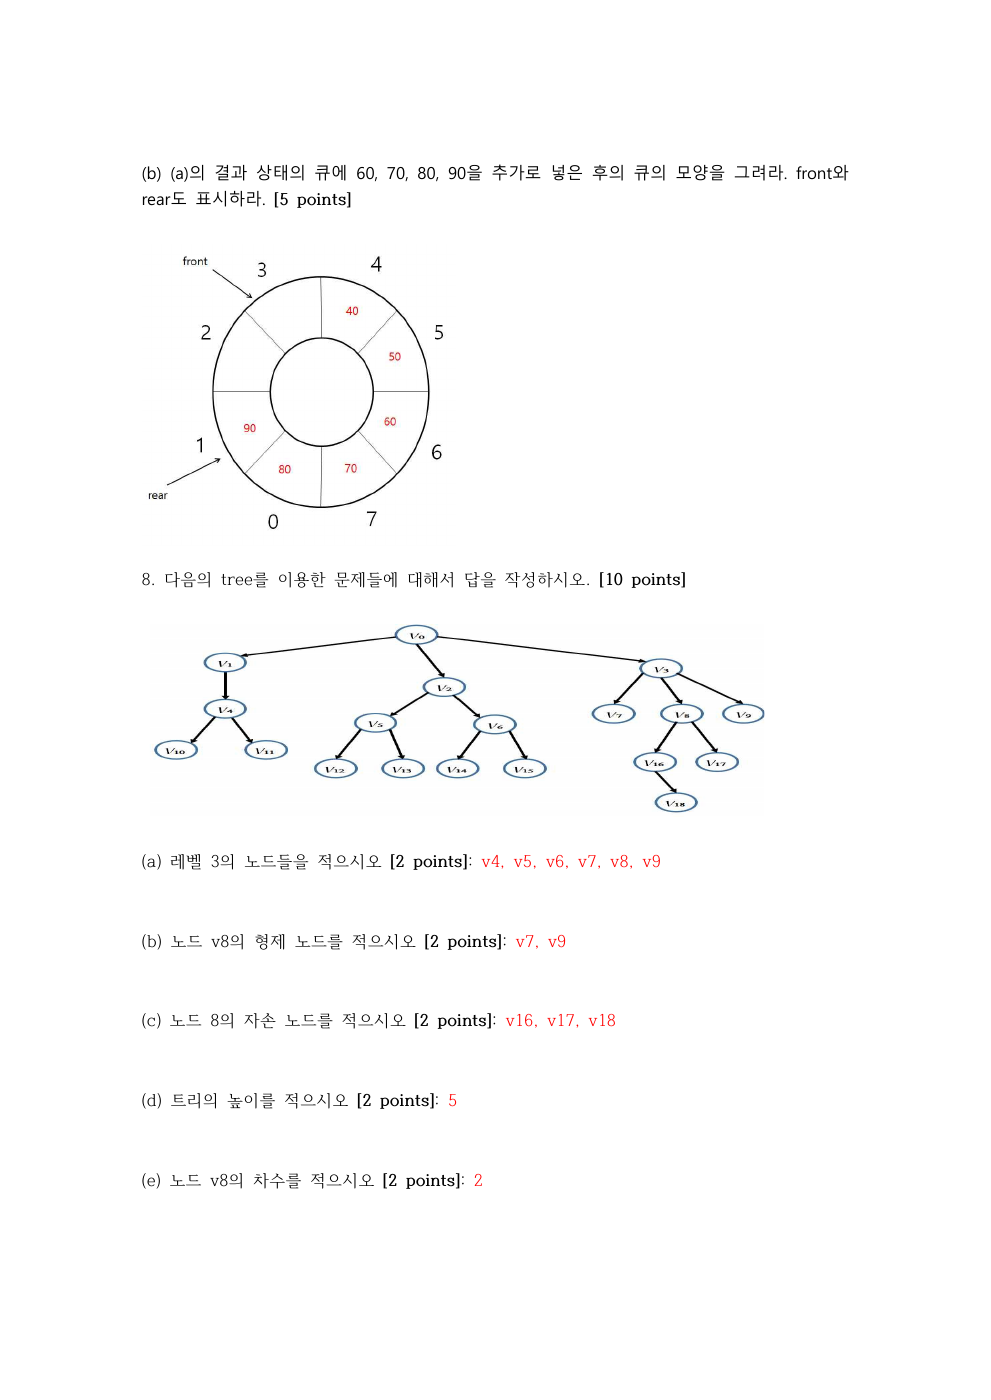 (b) (a)의 결과 상태의 큐에 60, 70, 80, 90을 추가로 넣은 후의 큐의 모양을 그려라. front와
rear도 표시하라. [5 points]
front
3
4
40
2
5
50
90
60
1
6
80
70
rear
0
7
8. 다음의 tree를 이용한 문제들에 대해서 답을 작성하시오. [10 points]
V0
V1
V3
V2
V4
V7
V8
V9
V5
V6
V10
V11
V12
V13
V14
V15
V16
V17
V18
(a) 레벨 3의 노드들을 적으시오 [2 points]: v4, v5, v6, v7, v8, v9
(b) 노드 v8의 형제 노드를 적으시오 [2 points]: v7, v9
(c) 노드 8의 자손 노드를 적으시오 [2 points]: v16, v17, v18
(d) 트리의 높이를 적으시오 [2 points]: 5
(e) 노드 v8의 차수를 적으시오 [2 points]: 2